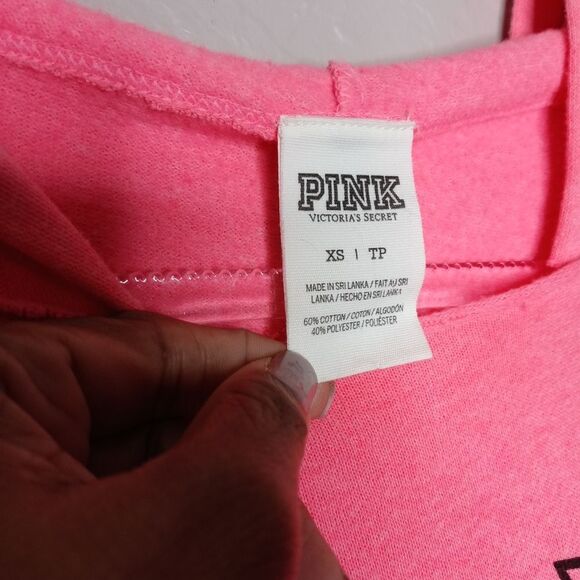 PINK
VICTORIA'S SECRET
XS | TP
MADE IN SRI LANKA / FAIT AU SRI
LANKA / HECHO EN SRI LANKA
60% COTTON / COTON / ALGODÓN
40% POLYESTER / POLIÉSTER